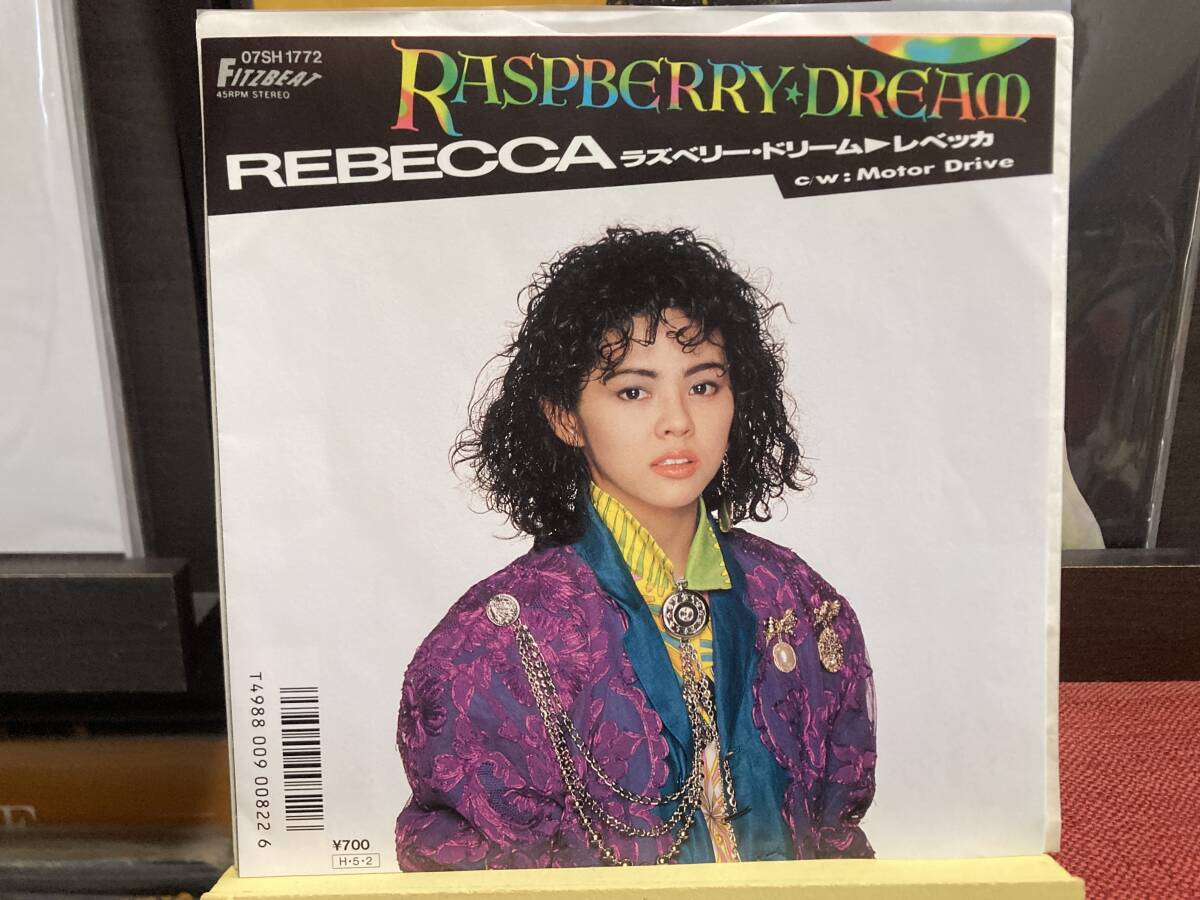 07SH 1772
FITZBEAT
45RPM STEREO
RASPBERRY★DREAM
REBECCA ラズベリー・ドリーム▶レベッカ
c/w : Motor Drive
T4988 009 00822 6
¥700
H・5・2